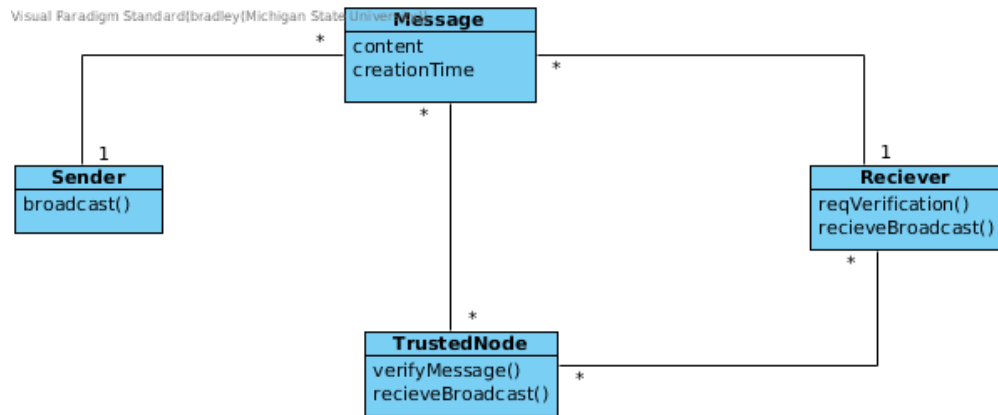 Visual Paradigm Standard(bradley(Michigan State University))
Message
*
content
creationTime
*
*
1
Sender
broadcast()
1
Reciever
reqVerification()
recieveBroadcast()
*
*
TrustedNode
verifyMessage()
recieveBroadcast()
*